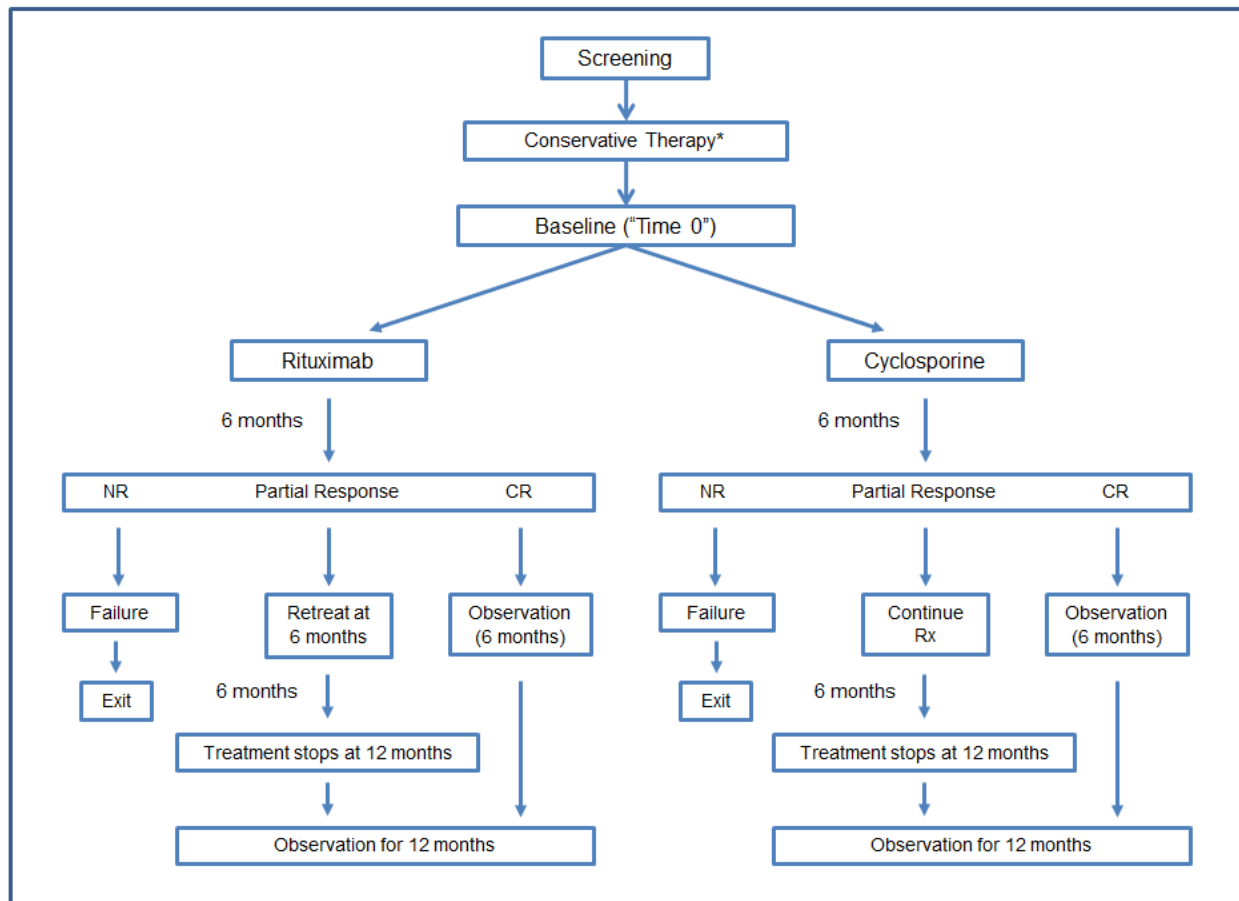 Screening
Conservative Therapy*
Baseline (“Time 0”)
Rituximab
Cyclosporine
6 months
6 months
NR Partial Response CR
NR Partial Response CR
Failure
Retreat at
6 months
Observation
(6 months)
Failure
Continue
Rx
Observation
(6 months)
Exit
6 months
Exit
6 months
Treatment stops at 12 months
Treatment stops at 12 months
Observation for 12 months
Observation for 12 months